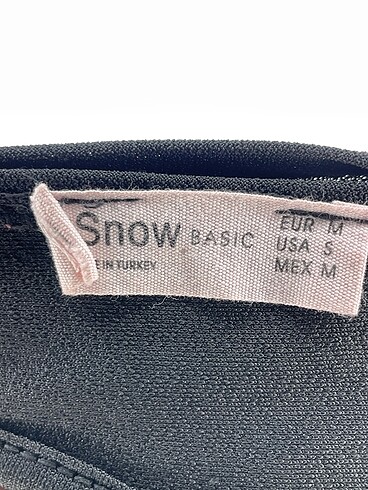 Snow BASIC
E IN TURKEY
EUR M
USA S
MEX M